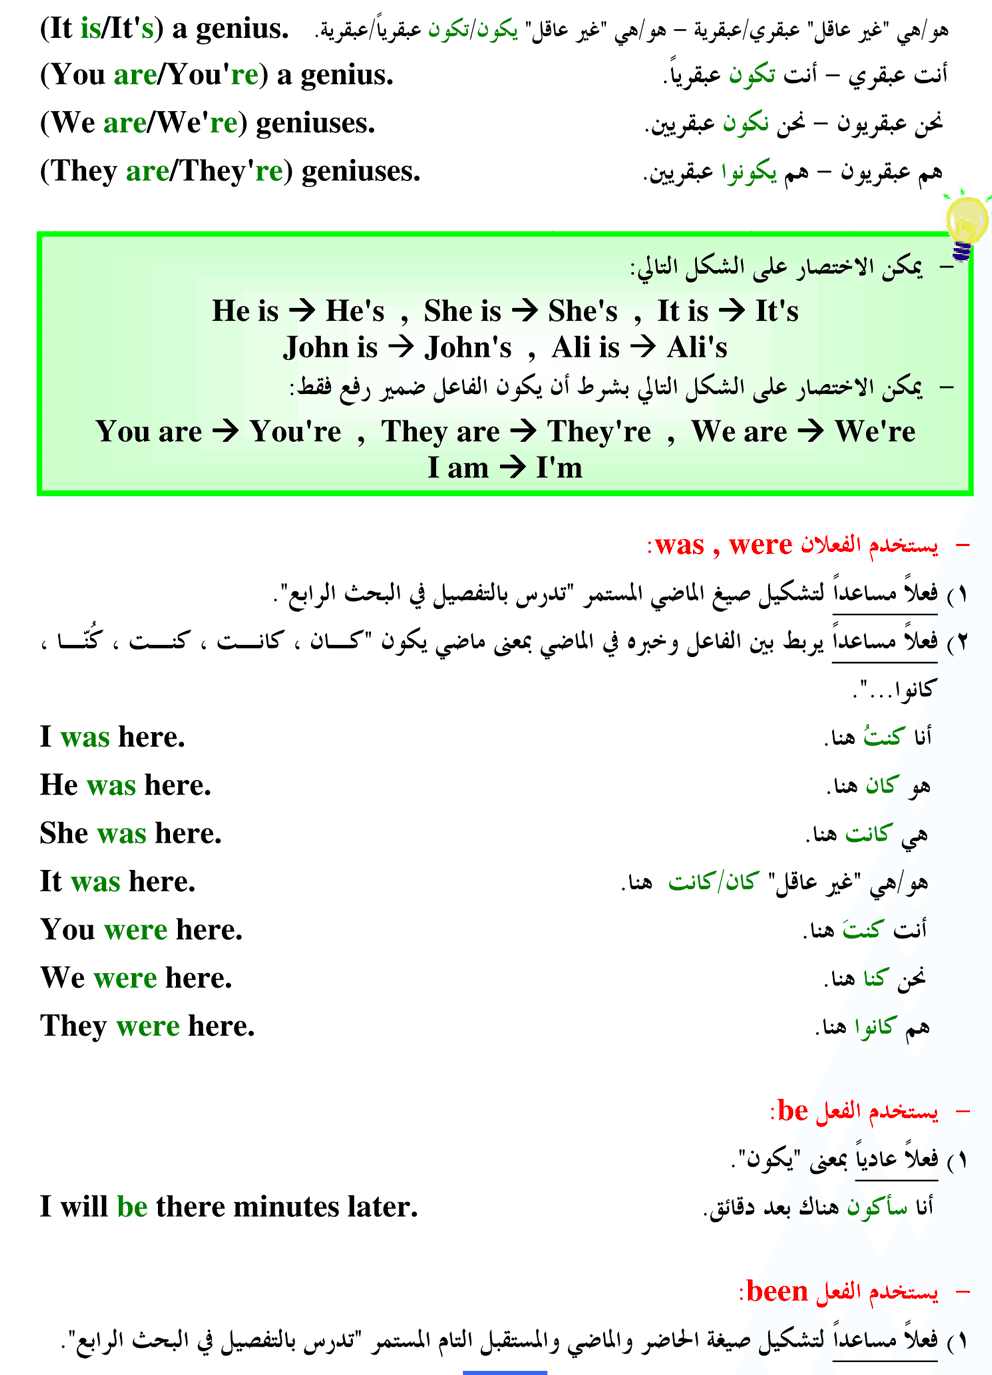 (It is/It's) a genius. هو/هي "غير عاقل" عبقري/عبقرية – هو/هي "غير عاقل" يكون/تكون عبقرياً/عبقرية.
(You are/You're) a genius. أنت عبقري – أنت تكون عبقرياً.
(We are/We're) geniuses. نحن عبقريون – نحن نكون عبقريين.
(They are/They're) geniuses. هم عبقريون – هم يكونوا عبقريين.
– يمكن الاختصار على الشكل التالي:
He is → He's , She is → She's , It is → It's
John is → John's , Ali is → Ali's
– يمكن الاختصار على الشكل التالي بشرط أن يكون الفاعل ضمير رفع فقط:
You are → You're , They are → They're , We are → We're
I am → I'm
– يستخدم الفعلان was , were:
١) فعلاً مساعداً لتشكيل صيغ الماضي المستمر "تدرس بالتفصيل في البحث الرابع".
٢) فعلاً مساعداً يربط بين الفاعل وخبره في الماضي بمعنى ماضي يكون "كـــان ، كانـــت ، كنـــت ، كُنّـــا ،
كانوا...".
I was here. أنا كنتُ هنا.
He was here. هو كان هنا.
She was here. هي كانت هنا.
It was here. هو/هي "غير عاقل" كان/كانت هنا.
You were here. أنت كنتَ هنا.
We were here. نحن كنا هنا.
They were here. هم كانوا هنا.
– يستخدم الفعل be:
١) فعلاً عادياً بمعنى "يكون".
I will be there minutes later. أنا سأكون هناك بعد دقائق.
– يستخدم الفعل been:
١) فعلاً مساعداً لتشكيل صيغة الحاضر والماضي والمستقبل التام المستمر "تدرس بالتفصيل في البحث الرابع".